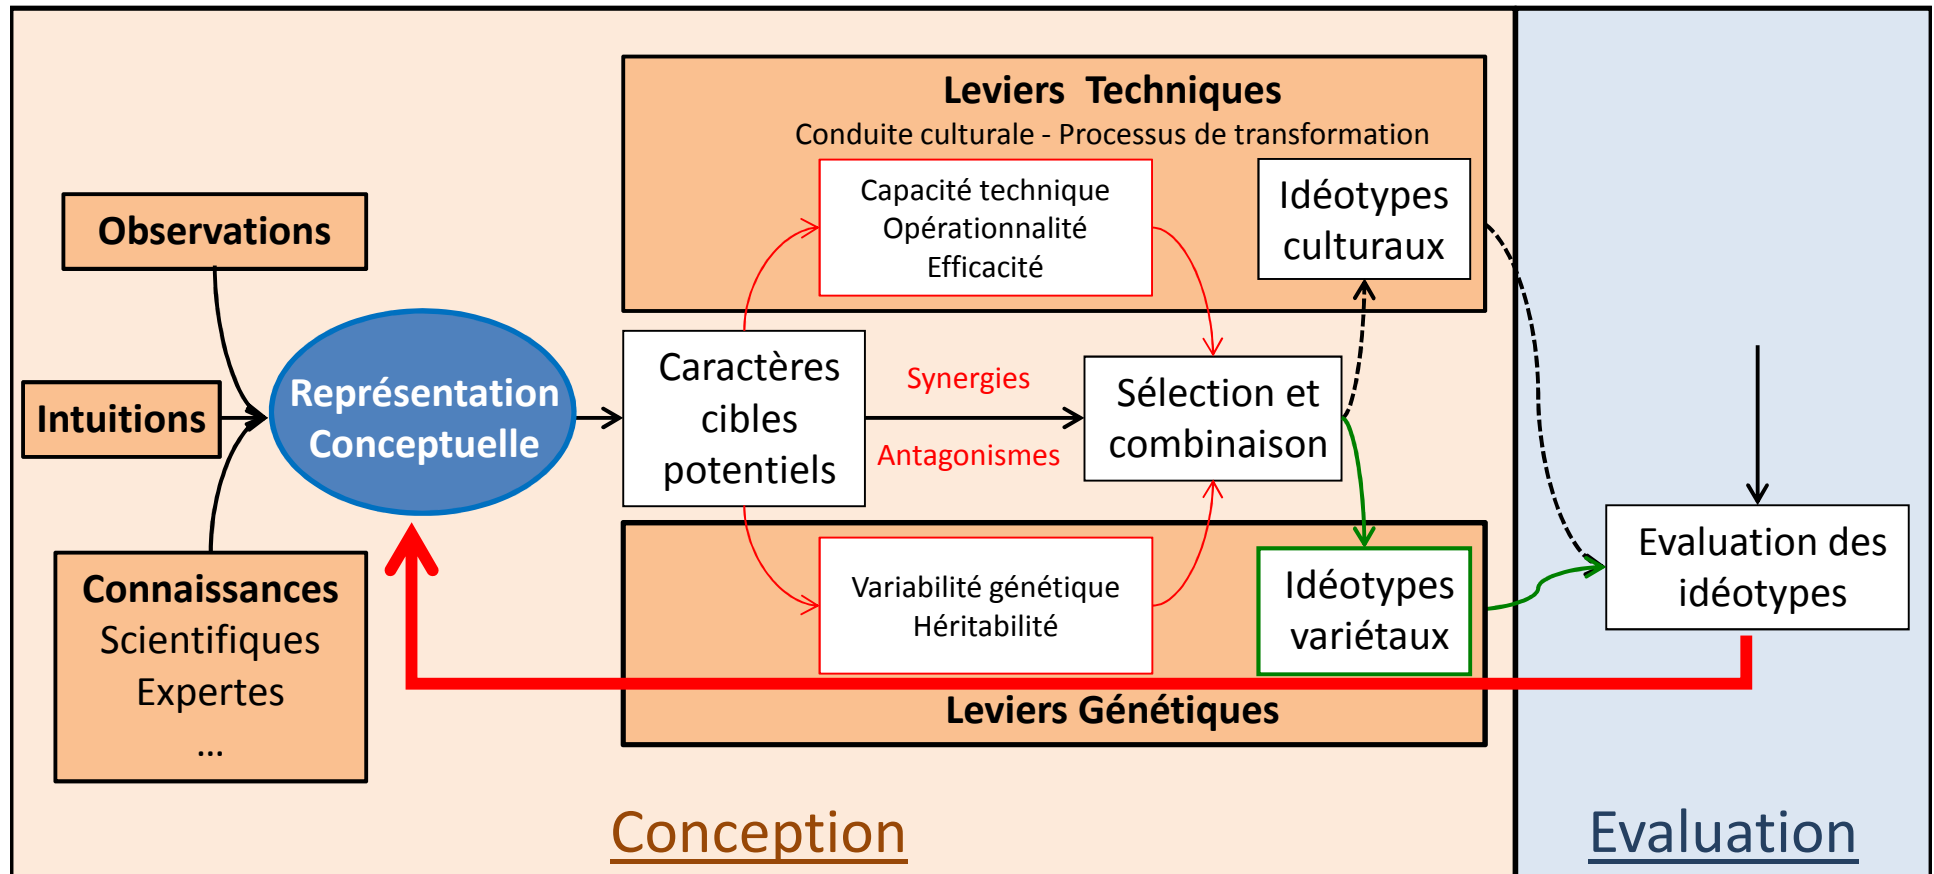 Leviers Techniques
Conduite culturale - Processus de transformation
Capacité technique
Opérationnalité
Efficacité
Idéotypes
culturaux
Observations
Intuitions
Connaissances
Scientifiques
Expertes
...
Représentation
Conceptuelle
Caractères
cibles
potentiels
Synergies
Antagonismes
Sélection et
combinaison
Variabilité génétique
Héritabilité
Idéotypes
variétaux
Leviers Génétiques
Evaluation des
idéotypes
Conception
Evaluation